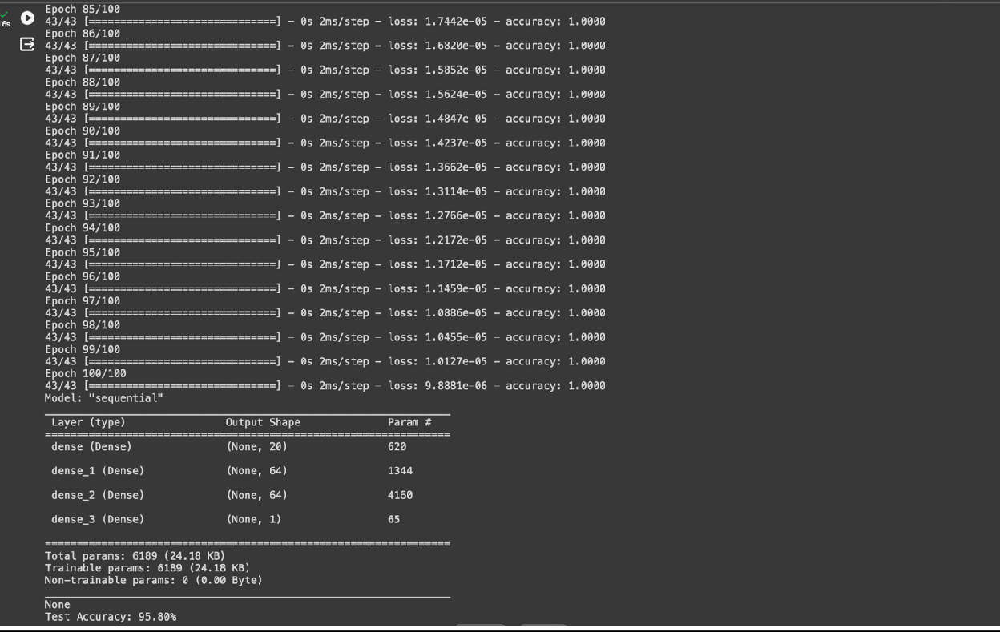 Epoch 85/100
16s
43/43 [==============================] - 0s 2ms/step - loss: 1.7442e-05 - accuracy: 1.0000
Epoch 86/100
43/43 [==============================] - 0s 2ms/step - loss: 1.6820e-05 - accuracy: 1.0000
Epoch 87/100
43/43 [==============================] - 0s 2ms/step - loss: 1.5852e-05 - accuracy: 1.0000
Epoch 88/100
43/43 [==============================] - 0s 2ms/step - loss: 1.5624e-05 - accuracy: 1.0000
Epoch 89/100
43/43 [==============================] - 0s 2ms/step - loss: 1.4847e-05 - accuracy: 1.0000
Epoch 90/100
43/43 [==============================] - 0s 2ms/step - loss: 1.4237e-05 - accuracy: 1.0000
Epoch 91/100
43/43 [==============================] - 0s 2ms/step - loss: 1.3662e-05 - accuracy: 1.0000
Epoch 92/100
43/43 [==============================] - 0s 2ms/step - loss: 1.3114e-05 - accuracy: 1.0000
Epoch 93/100
43/43 [==============================] - 0s 2ms/step - loss: 1.2766e-05 - accuracy: 1.0000
Epoch 94/100
43/43 [==============================] - 0s 2ms/step - loss: 1.2172e-05 - accuracy: 1.0000
Epoch 95/100
43/43 [==============================] - 0s 2ms/step - loss: 1.1712e-05 - accuracy: 1.0000
Epoch 96/100
43/43 [==============================] - 0s 2ms/step - loss: 1.1459e-05 - accuracy: 1.0000
Epoch 97/100
43/43 [==============================] - 0s 2ms/step - loss: 1.0886e-05 - accuracy: 1.0000
Epoch 98/100
43/43 [==============================] - 0s 2ms/step - loss: 1.0455e-05 - accuracy: 1.0000
Epoch 99/100
43/43 [==============================] - 0s 2ms/step - loss: 1.0127e-05 - accuracy: 1.0000
Epoch 100/100
43/43 [==============================] - 0s 2ms/step - loss: 9.8881e-06 - accuracy: 1.0000
Model: "sequential"
_________________________________________________________________
Layer (type) Output Shape Param #
=================================================================
dense (Dense) (None, 20) 620
dense_1 (Dense) (None, 64) 1344
dense_2 (Dense) (None, 64) 4160
dense_3 (Dense) (None, 1) 65
=================================================================
Total params: 6189 (24.18 KB)
Trainable params: 6189 (24.18 KB)
Non-trainable params: 0 (0.00 Byte)
_________________________________________________________________
None
Test Accuracy: 95.80%